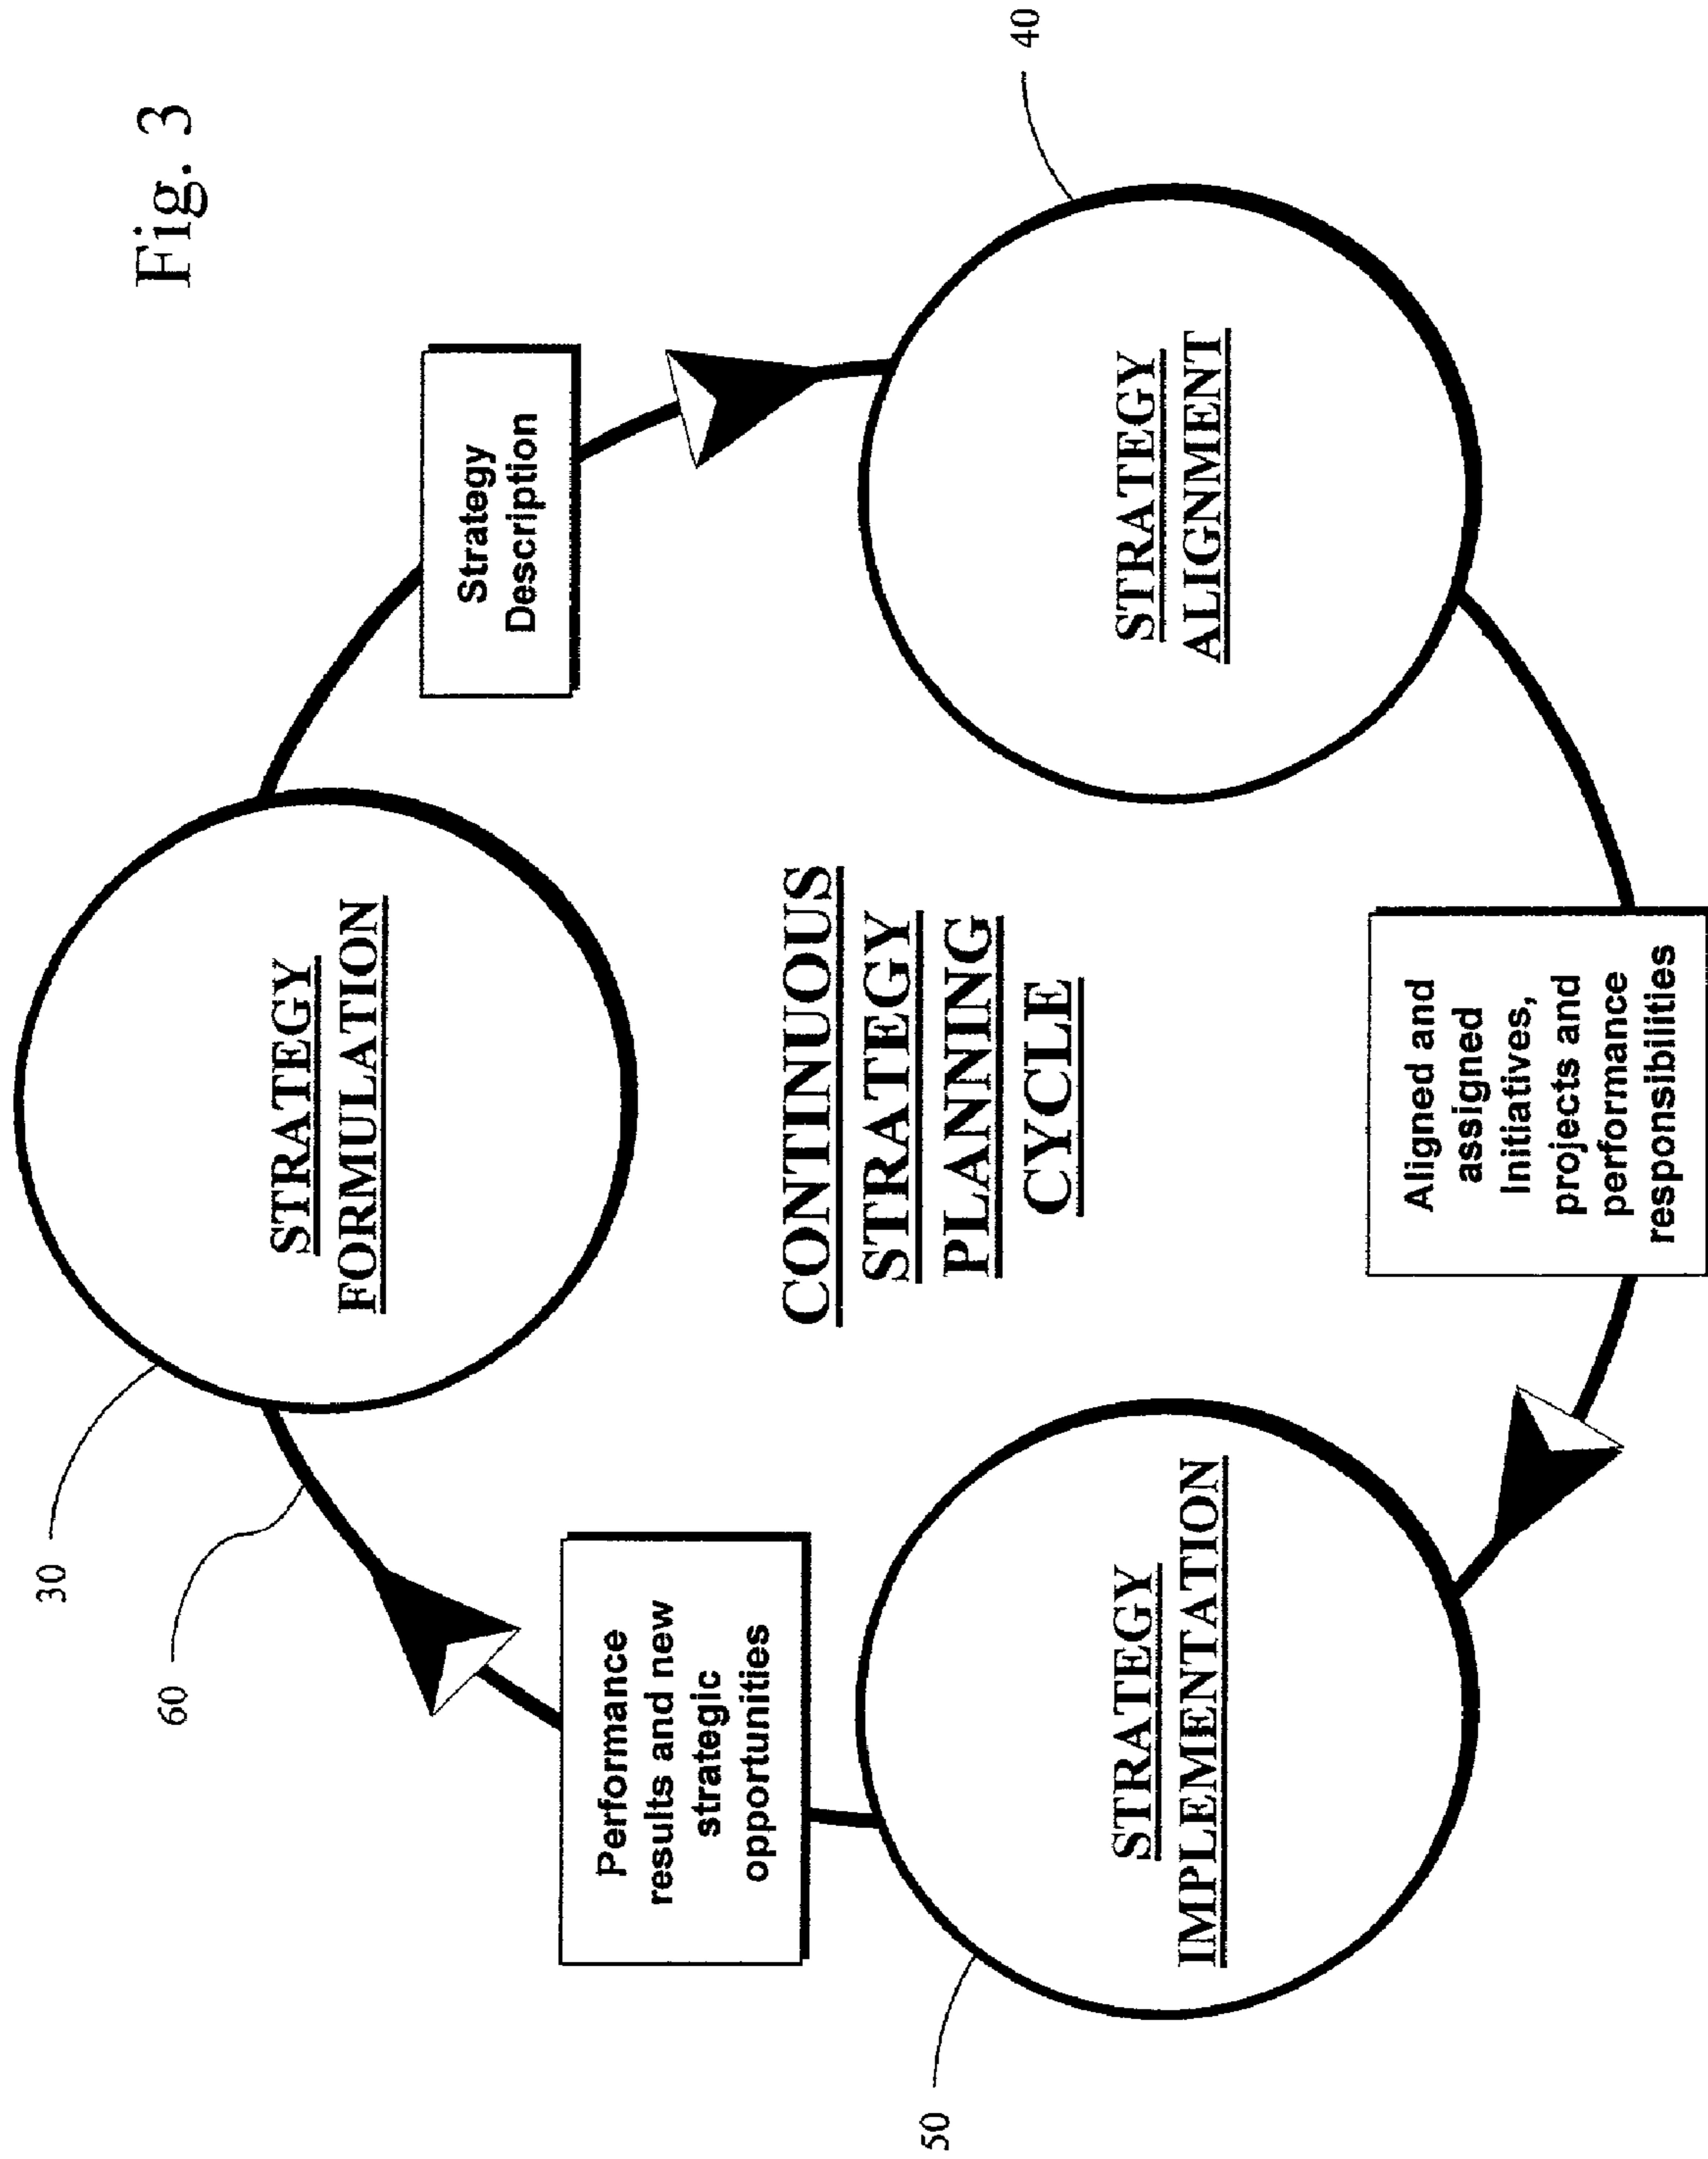 Fig. 3
30
STRATEGY
FORMULATION
60
Strategy
Description
Performance
results and new
strategic
opportunities
CONTINUOUS
STRATEGY
PLANNING
CYCLE
40
STRATEGY
ALIGNMENT
50
STRATEGY
IMPLEMENTATION
Aligned and
assigned
Initiatives,
projects and
performance
responsibilities